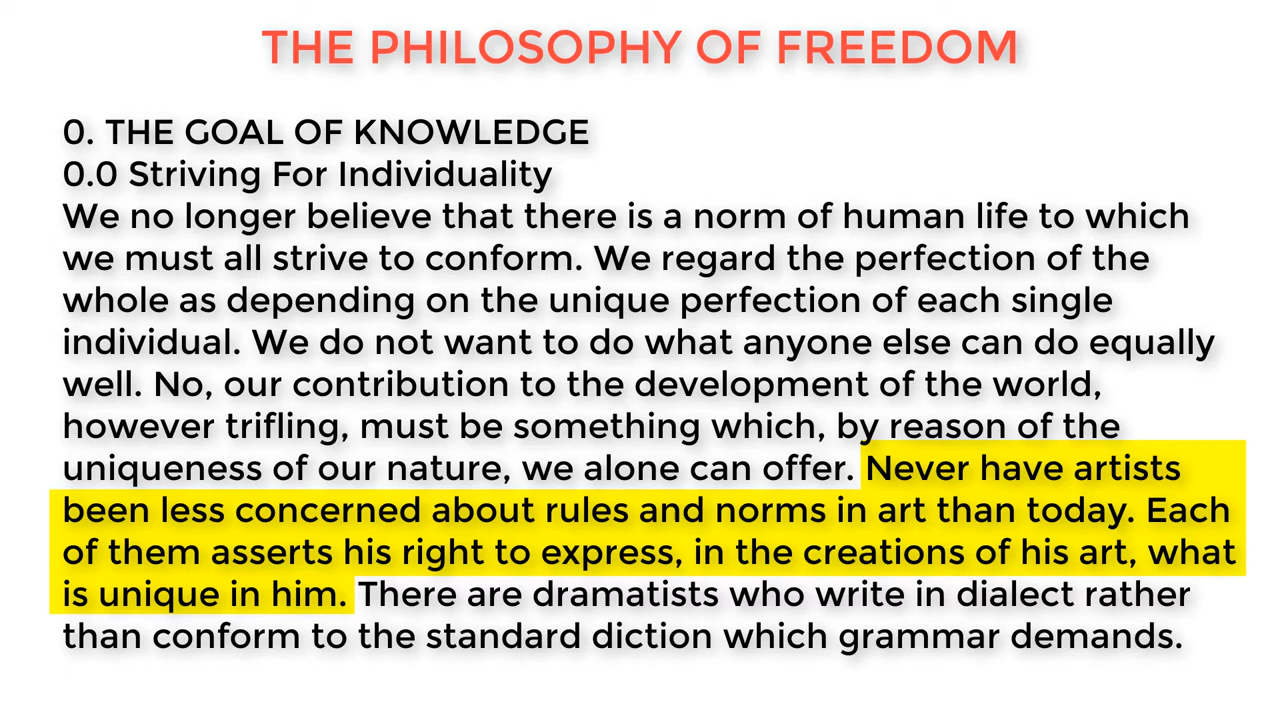 THE PHILOSOPHY OF FREEDOM
0. THE GOAL OF KNOWLEDGE
0.0 Striving For Individuality
We no longer believe that there is a norm of human life to which
we must all strive to conform. We regard the perfection of the
whole as depending on the unique perfection of each single
individual. We do not want to do what anyone else can do equally
well. No, our contribution to the development of the world,
however trifling, must be something which, by reason of the
uniqueness of our nature, we alone can offer. Never have artists
been less concerned about rules and norms in art than today. Each
of them asserts his right to express, in the creations of his art, what
is unique in him. There are dramatists who write in dialect rather
than conform to the standard diction which grammar demands.